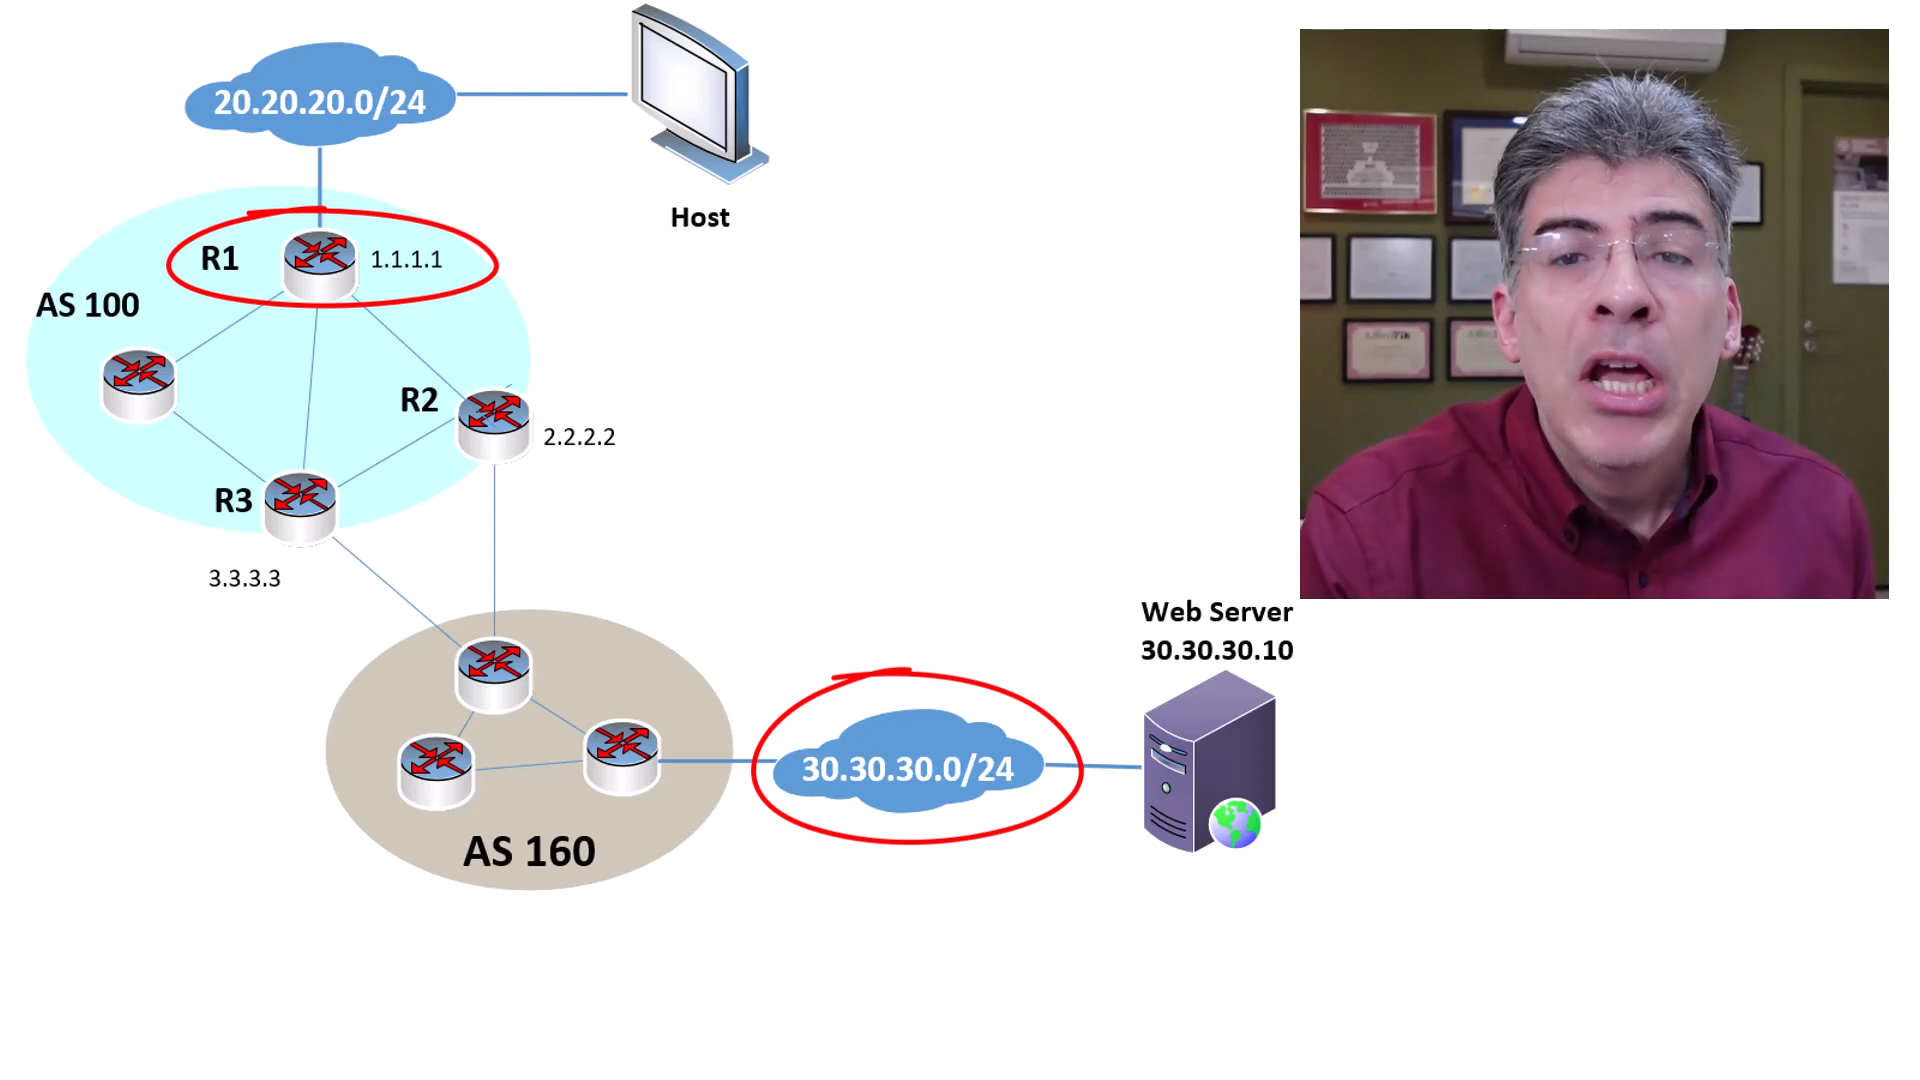 20.20.20.0/24
Host
R1
1.1.1.1
AS 100
R2
2.2.2.2
R3
3.3.3.3
Web Server
30.30.30.10
30.30.30.0/24
AS 160